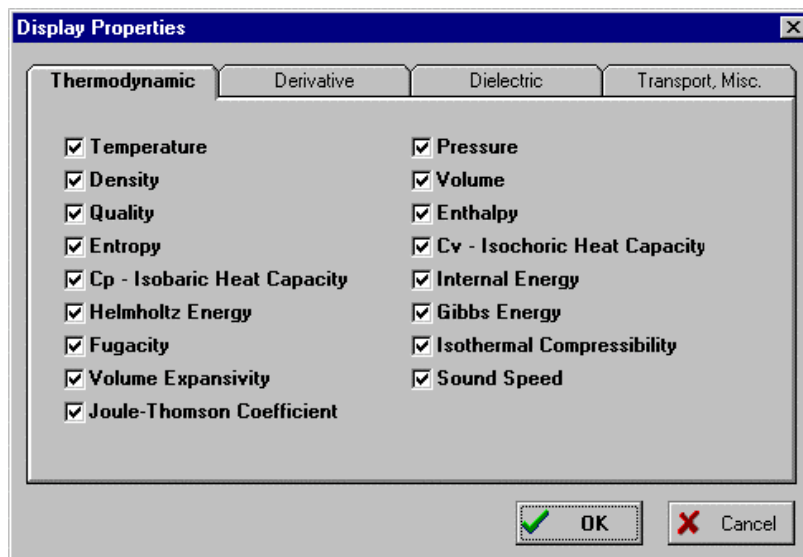 Display Properties
Thermodynamic
Derivative
Dielectric
Transport, Misc.
Temperature
Pressure
Density
Volume
Quality
Enthalpy
Entropy
Cv - Isochoric Heat Capacity
Cp - Isobaric Heat Capacity
Internal Energy
Helmholtz Energy
Gibbs Energy
Fugacity
Isothermal Compressibility
Volume Expansivity
Sound Speed
Joule-Thomson Coefficient
OK
Cancel